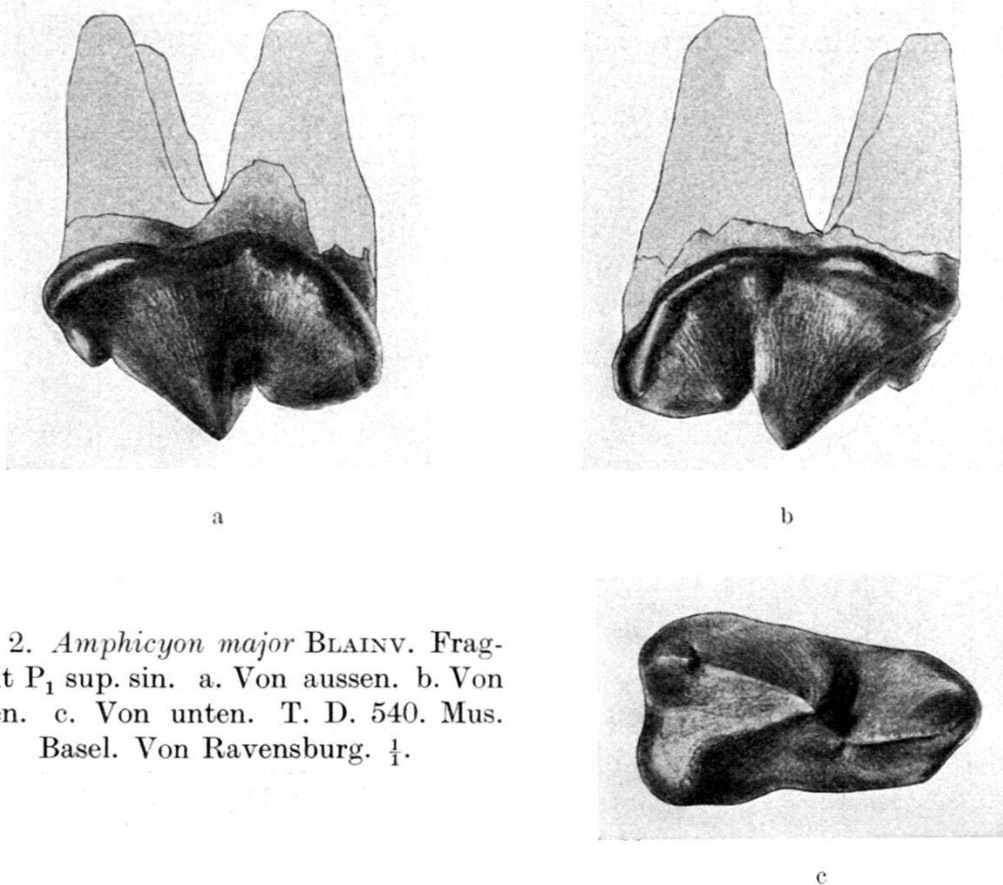 a
b
2. Amphicyon major BLAINV. Frag-
t P₁ sup. sin. a. Von aussen. b. Von
en. c. Von unten. T. D. 540. Mus.
Basel. Von Ravensburg. 1/1.
c